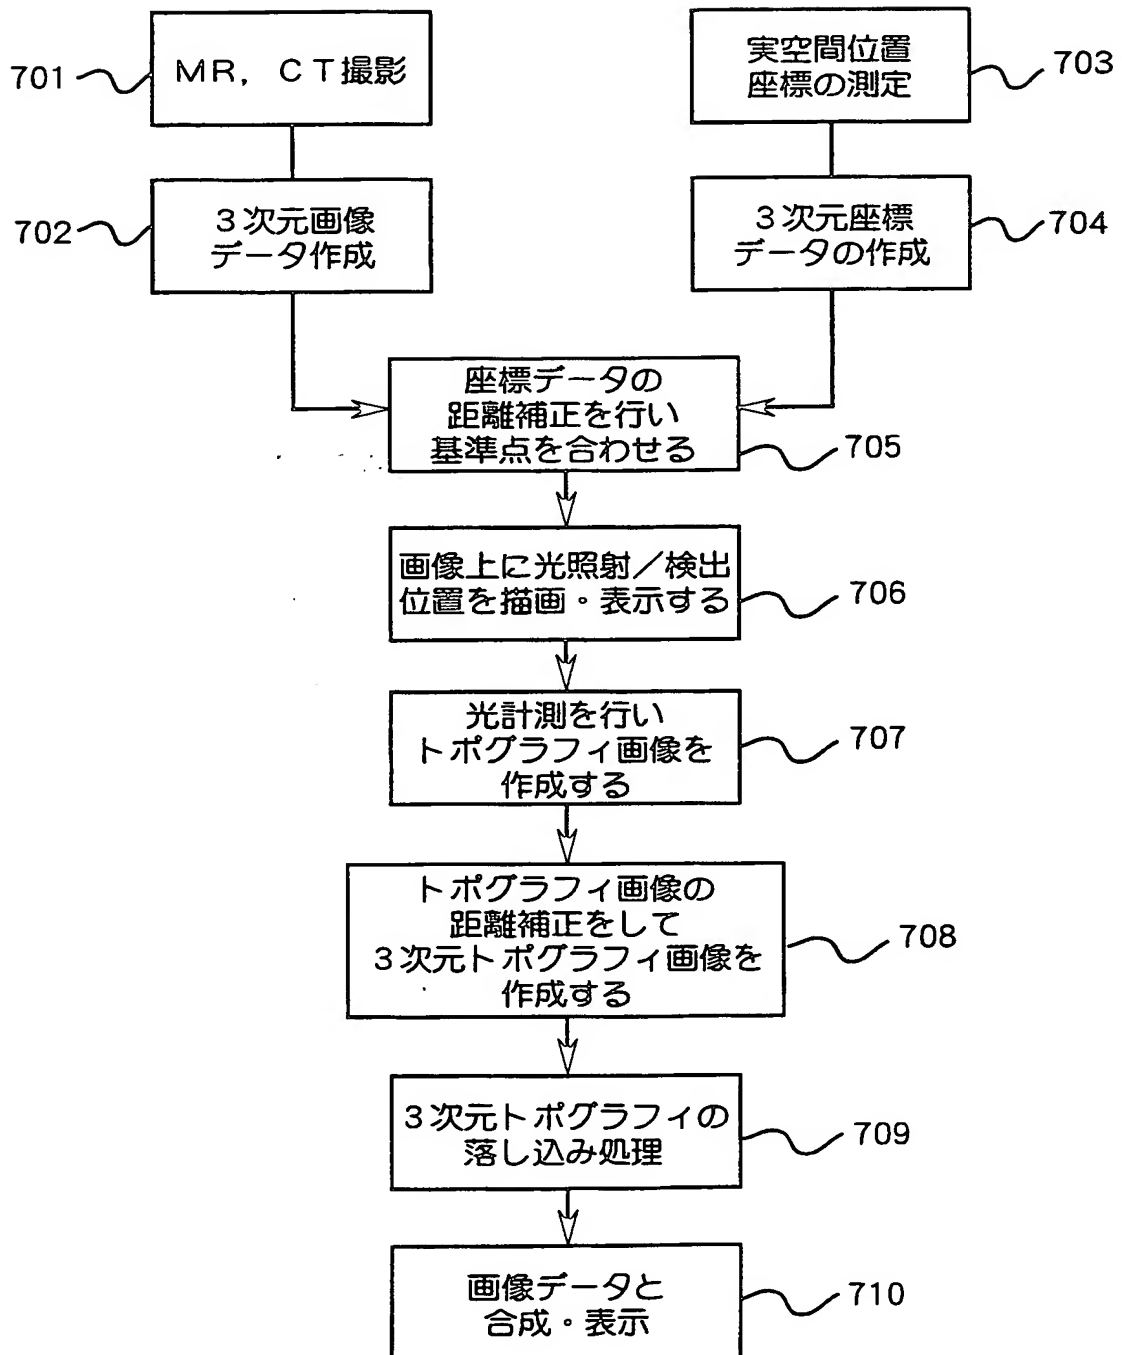 701
MR, CT撮影
実空間位置
座標の測定
703
702
3次元画像
データ作成
3次元座標
データの作成
704
座標データの
距離補正を行い
基準点を合わせる
705
画像上に光照射/検出
位置を描画・表示する
706
光計測を行い
トポグラフィ画像を
作成する
707
トポグラフィ画像の
距離補正をして
3次元トポグラフィ画像を
作成する
708
3次元トポグラフィの
落し込み処理
709
画像データと
合成・表示
710